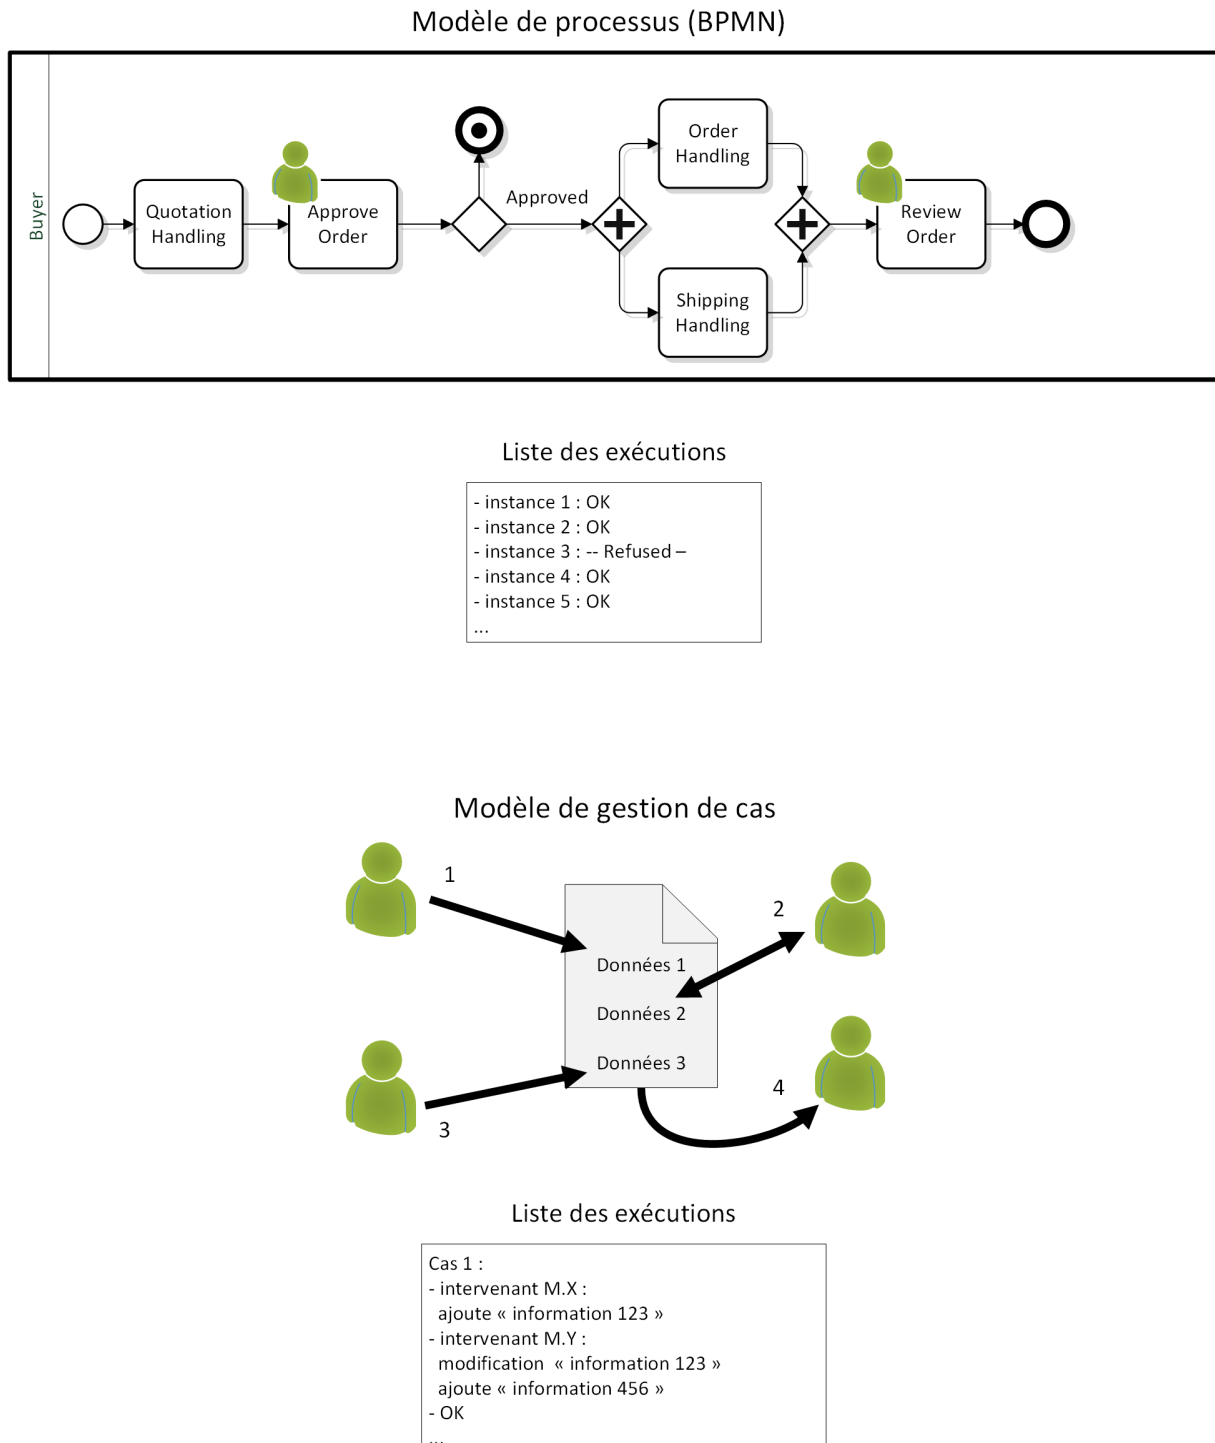 Modèle de processus (BPMN)
Buyer
Quotation
Handling
Approve
Order
Approved
Order
Handling
Shipping
Handling
Review
Order
Liste des exécutions
- instance 1 : OK
- instance 2 : OK
- instance 3 : -- Refused –
- instance 4 : OK
- instance 5 : OK
...
Modèle de gestion de cas
1
2
Données 1
Données 2
Données 3
3
4
Liste des exécutions
Cas 1 :
- intervenant M.X :
ajoute « information 123 »
- intervenant M.Y :
modification « information 123 »
ajoute « information 456 »
- OK
...